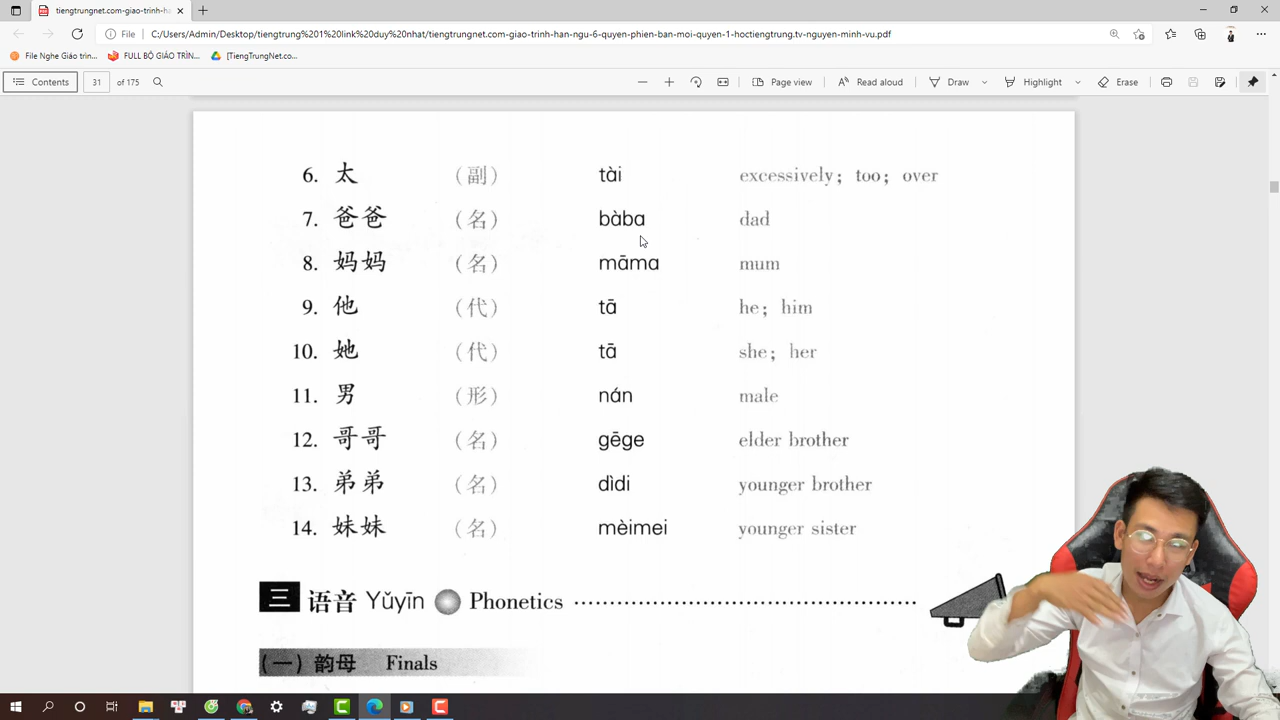 tiengtrungnet.com-giao-trinh-ha
File
C:/Users/Admin/Desktop/tiengtrung%201%20link%20duy%20nhat/tiengtrungnet.com-giao-trinh-han-ngu-6-quyen-phien-ban-moi-quyen-1-hoctiengtrung.tv-nguyen-minh-vu.pdf
File Nghe Giáo trin...
FULL BỘ GIÁO TRÌN...
[TiengTrungNet.co...
Contents
31 of 175
Page view
Read aloud
Draw
Highlight
Erase
6. 太 （副） tài excessively; too; over
7. 爸爸 （名） bàba dad
8. 妈妈 （名） māma mum
9. 他 （代） tā he; him
10. 她 （代） tā she; her
11. 男 （形） nán male
12. 哥哥 （名） gēge elder brother
13. 弟弟 （名） dìdi younger brother
14. 妹妹 （名） mèimei younger sister
三 语音 Yǔyīn Phonetics
（一）韵母 Finals